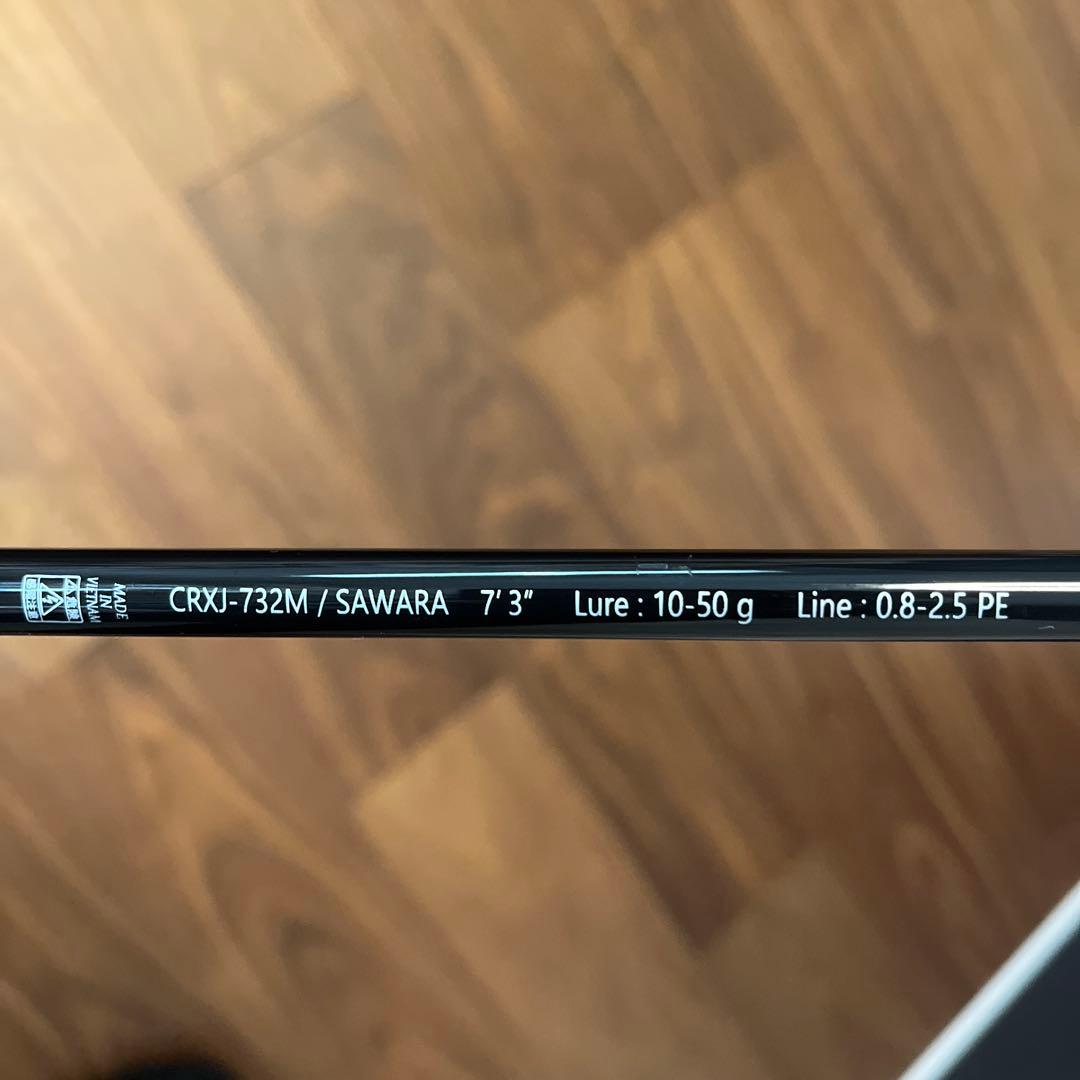 MADE
IN
VIETNAM
CRXJ-732M / SAWARA 7' 3" Lure : 10-50 g Line : 0.8-2.5 PE